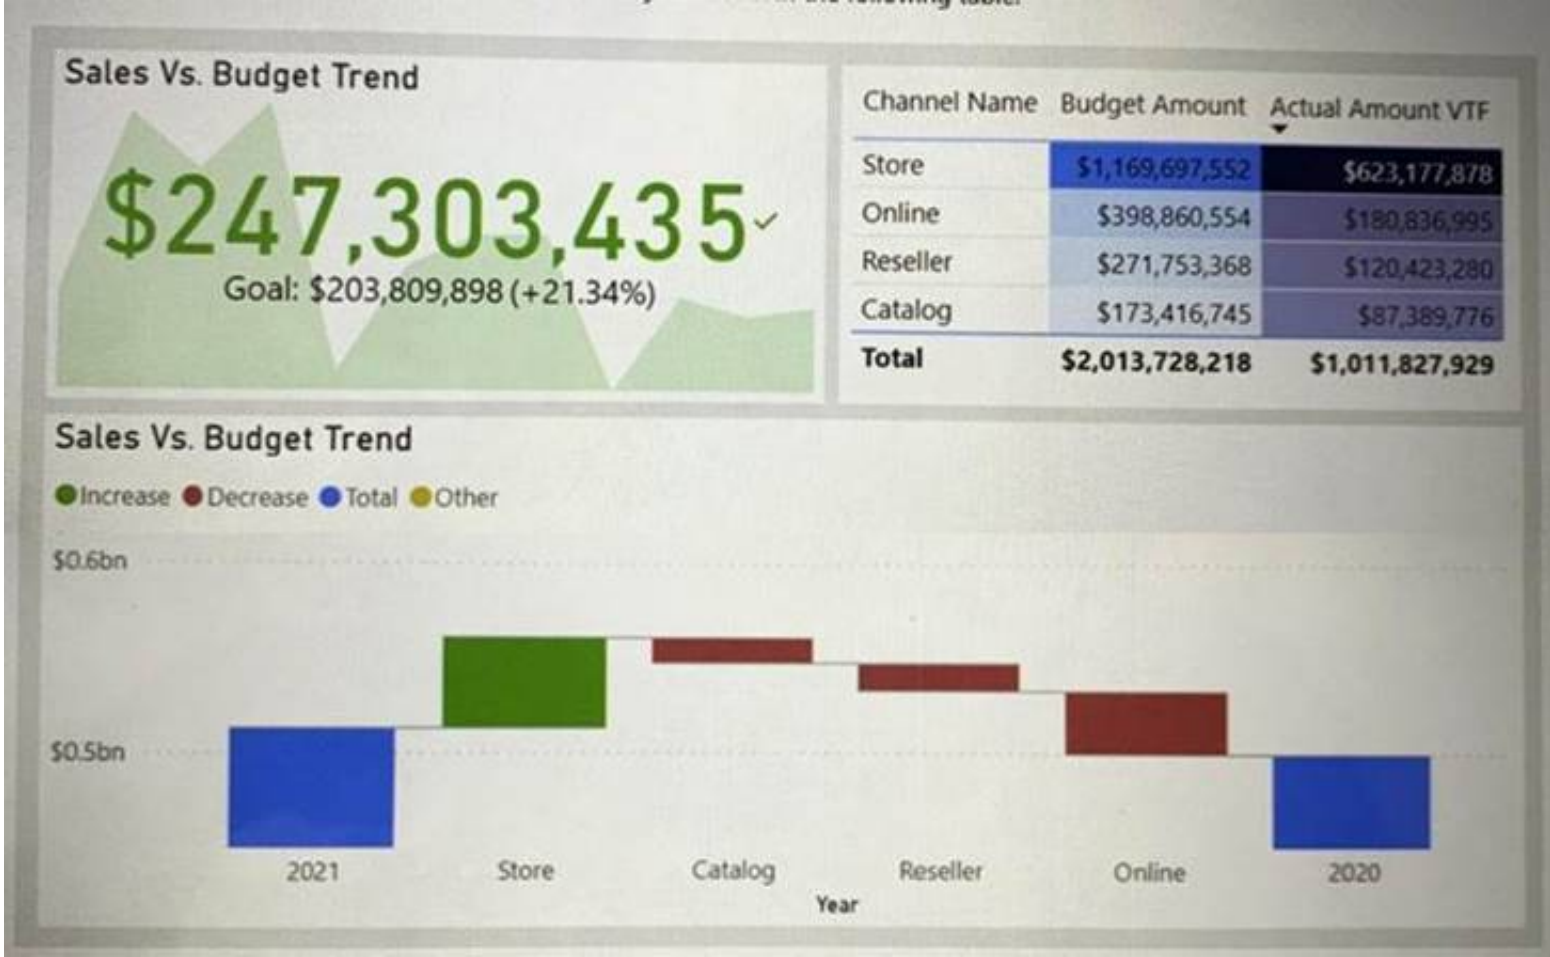 following table.
Sales Vs. Budget Trend
$247,303,435
Goal: $203,809,898 (+21.34%)
Channel Name Budget Amount Actual Amount VTF
Store $1,169,697,552 $623,177,878
Online $398,860,554 $180,836,995
Reseller $271,753,368 $120,423,280
Catalog $173,416,745 $87,389,776
Total $2,013,728,218 $1,011,827,929
Sales Vs. Budget Trend
Increase Decrease Total Other
$0.6bn
$0.5bn
2021 Store Catalog Reseller Online 2020
Year